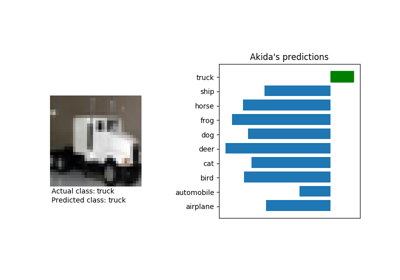 Akida's predictions
truck
ship
horse
frog
dog
deer
cat
bird
automobile
airplane
Actual class: truck
Predicted class: truck